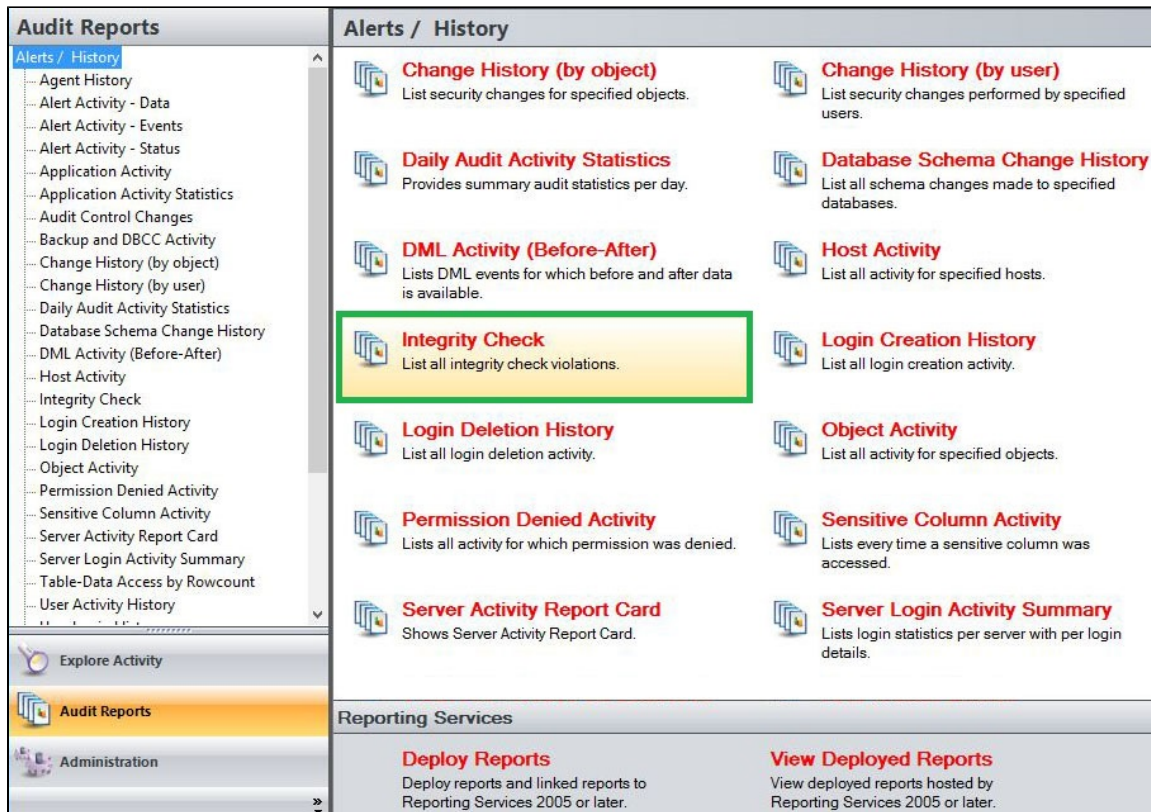 Audit Reports
Alerts / History
Agent History
Alert Activity - Data
Alert Activity - Events
Alert Activity - Status
Application Activity
Application Activity Statistics
Audit Control Changes
Backup and DBCC Activity
Change History (by object)
Change History (by user)
Daily Audit Activity Statistics
Database Schema Change History
DML Activity (Before-After)
Host Activity
Integrity Check
Login Creation History
Login Deletion History
Object Activity
Permission Denied Activity
Sensitive Column Activity
Server Activity Report Card
Server Login Activity Summary
Table-Data Access by Rowcount
User Activity History
Explore Activity
Audit Reports
Administration
Alerts / History
Change History (by object)
List security changes for specified objects.
Change History (by user)
List security changes performed by specified
users.
Daily Audit Activity Statistics
Provides summary audit statistics per day.
Database Schema Change History
List all schema changes made to specified
databases.
DML Activity (Before-After)
Lists DML events for which before and after data
is available.
Host Activity
List all activity for specified hosts.
Integrity Check
List all integrity check violations.
Login Creation History
List all login creation activity.
Login Deletion History
List all login deletion activity.
Object Activity
List all activity for specified objects.
Permission Denied Activity
Lists all activity for which permission was denied.
Sensitive Column Activity
Lists every time a sensitive column was
accessed.
Server Activity Report Card
Shows Server Activity Report Card.
Server Login Activity Summary
Lists login statistics per server with per login
details.
Reporting Services
Deploy Reports
Deploy reports and linked reports to
Reporting Services 2005 or later.
View Deployed Reports
View deployed reports hosted by
Reporting Services 2005 or later.